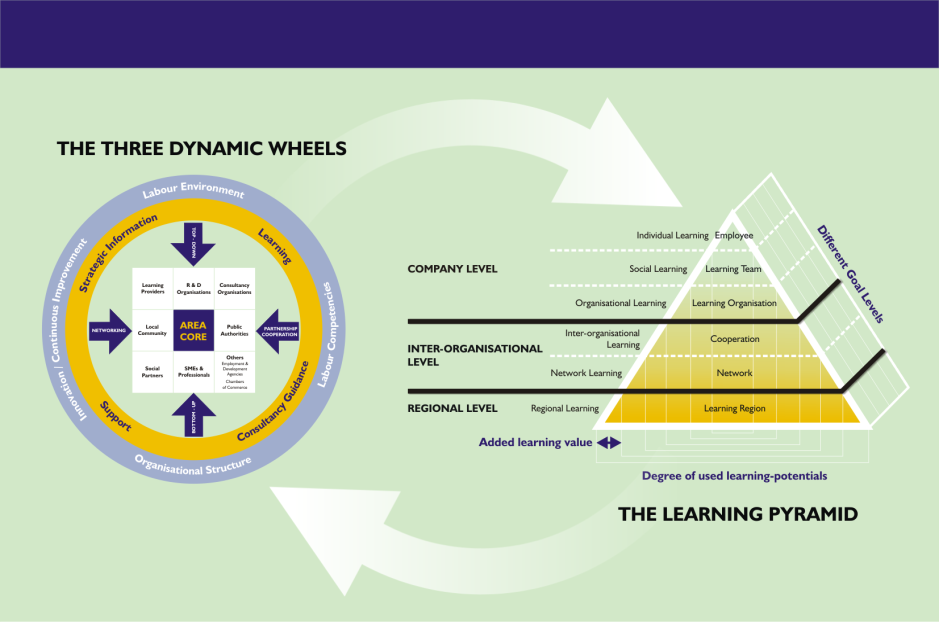 THE THREE DYNAMIC WHEELS
Labour Environment
Innovation / Continuous Improvement
Labour Competencies
Organisational Structure
Strategic Information
Learning
Support
Consultancy Guidance
TOP - DOWN
NETWORKING
PARTNERSHIP
COOPERATION
BOTTOM - UP
Learning
Providers
R & D
Organisations
Consultancy
Organisations
Local
Community
AREA
CORE
Public
Authorities
Social
Partners
SMEs &
Professionals
Others
Employment &
Development
Agencies
Chambers
of Commerce
Different Goal Levels
Individual Learning Employee
COMPANY LEVEL
Social Learning Learning Team
Organisational Learning Learning Organisation
INTER-ORGANISATIONAL
LEVEL
Inter-organisational
Learning
Cooperation
Network Learning Network
REGIONAL LEVEL Regional Learning Learning Region
Added learning value
Degree of used learning-potentials
THE LEARNING PYRAMID